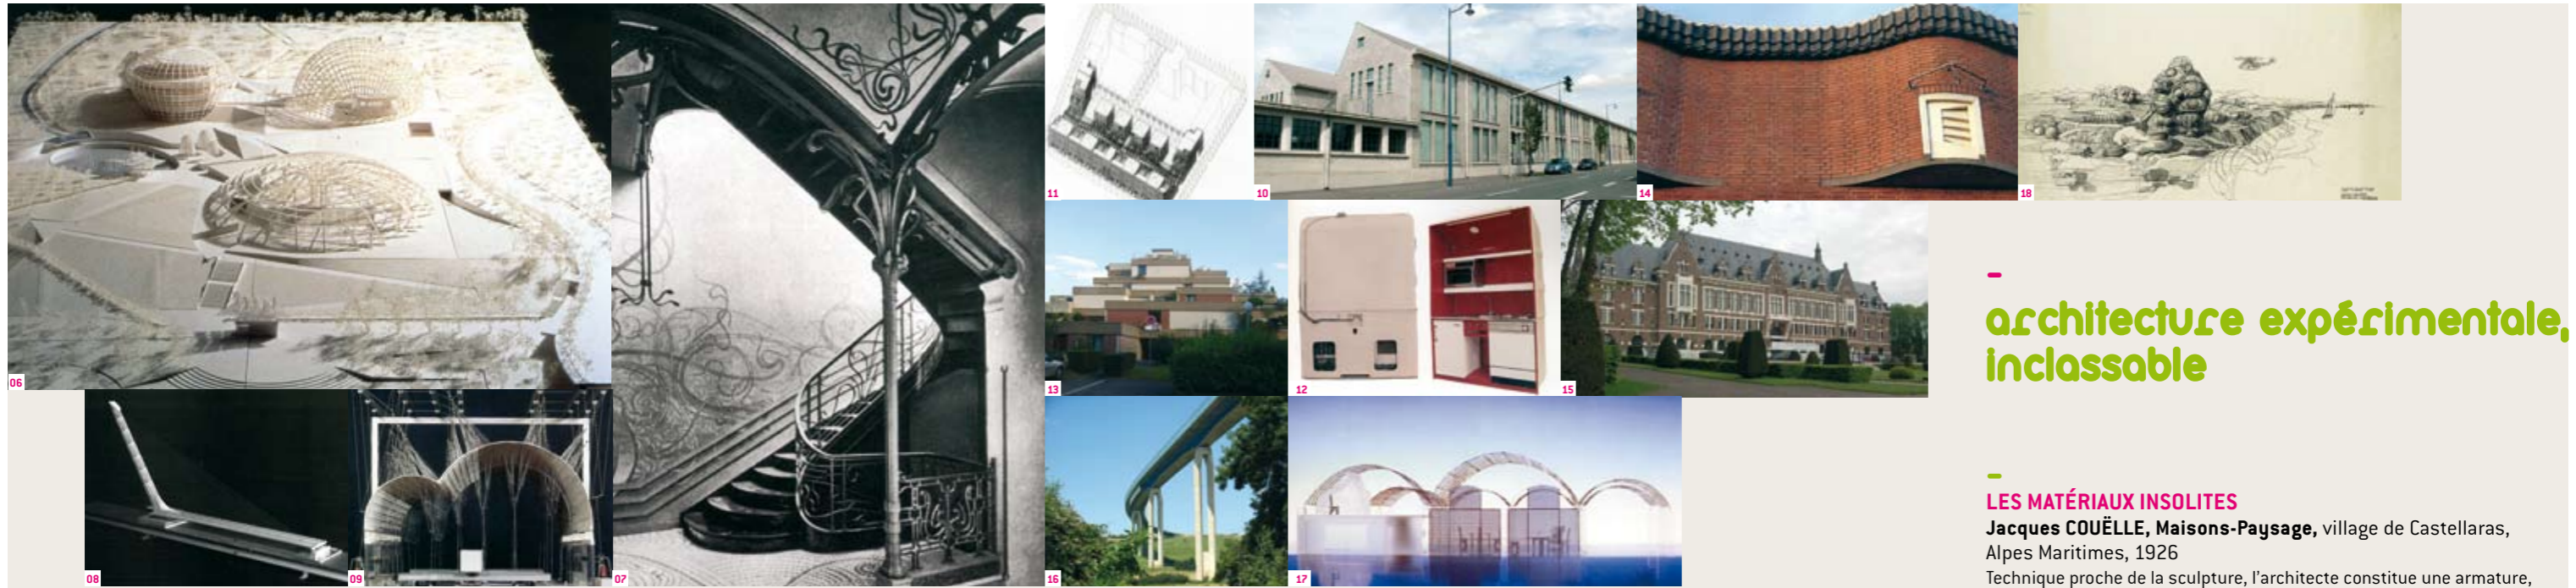 06
07
11
10
14
18
13
12
15
08
09
16
17
–
architecture expérimentale,
inclassable
–
LES MATÉRIAUX INSOLITES
Jacques COUËLLE, Maisons-Paysage, village de Castellaras,
Alpes Maritimes, 1926
Technique proche de la sculpture, l'architecte constitue une armature,